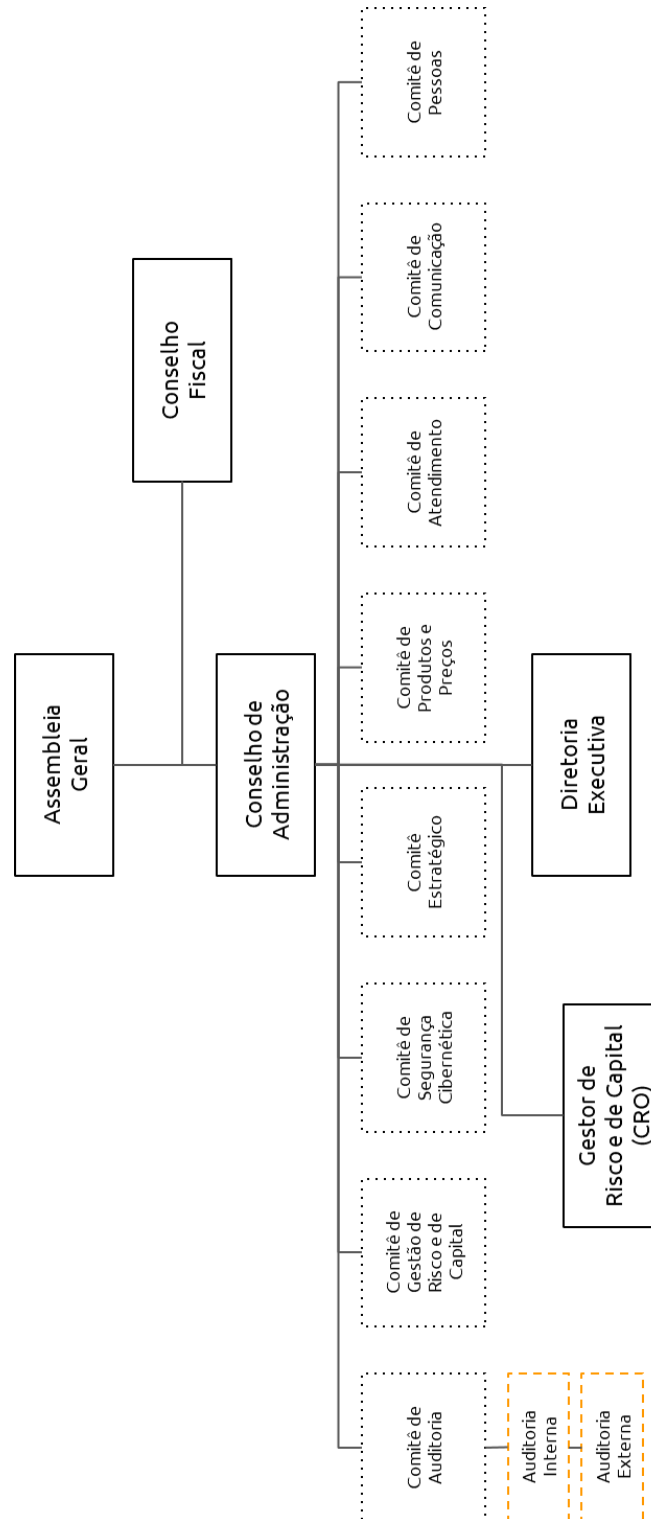 Assembleia
Geral
Conselho
Fiscal
Conselho de
Administração
Comitê de
Auditoria
Comitê de
Gestão de
Risco e de
Capital
Comitê de
Segurança
Cibernética
Comitê
Estratégico
Comitê de
Produtos e
Preços
Comitê de
Atendimento
Comitê de
Comunicação
Comitê de
Pessoas
Auditoria
Interna
Auditoria
Externa
Gestor de
Risco e de Capital
(CRO)
Diretoria
Executiva